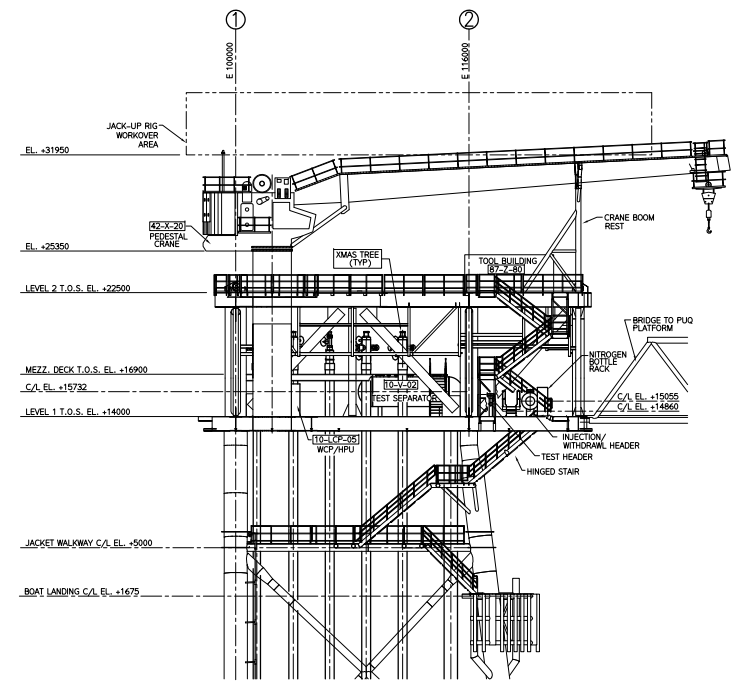 1
2
E 100000
E 116000
JACK-UP RIG
WORKOVER
AREA
EL. +31950
42-X-20
PEDESTAL
CRANE
CRANE BOOM
REST
EL. +25350
XMAS TREE
(TYP)
TOOL BUILDING
87-Z-80
LEVEL 2 T.O.S. EL. +22500
BRIDGE TO PUQ
PLATFORM
NITROGEN
BOTTLE
RACK
MEZZ. DECK T.O.S. EL. +16900
C/L EL. +15732
10-V-02
TEST SEPARATOR
C/L EL. +15055
C/L EL. +14860
LEVEL 1 T.O.S. EL. +14000
10-LCP-05
WCP/HPU
INJECTION/
WITHDRAWL HEADER
TEST HEADER
HINGED STAIR
JACKET WALKWAY C/L EL. +5000
BOAT LANDING C/L EL. +1675